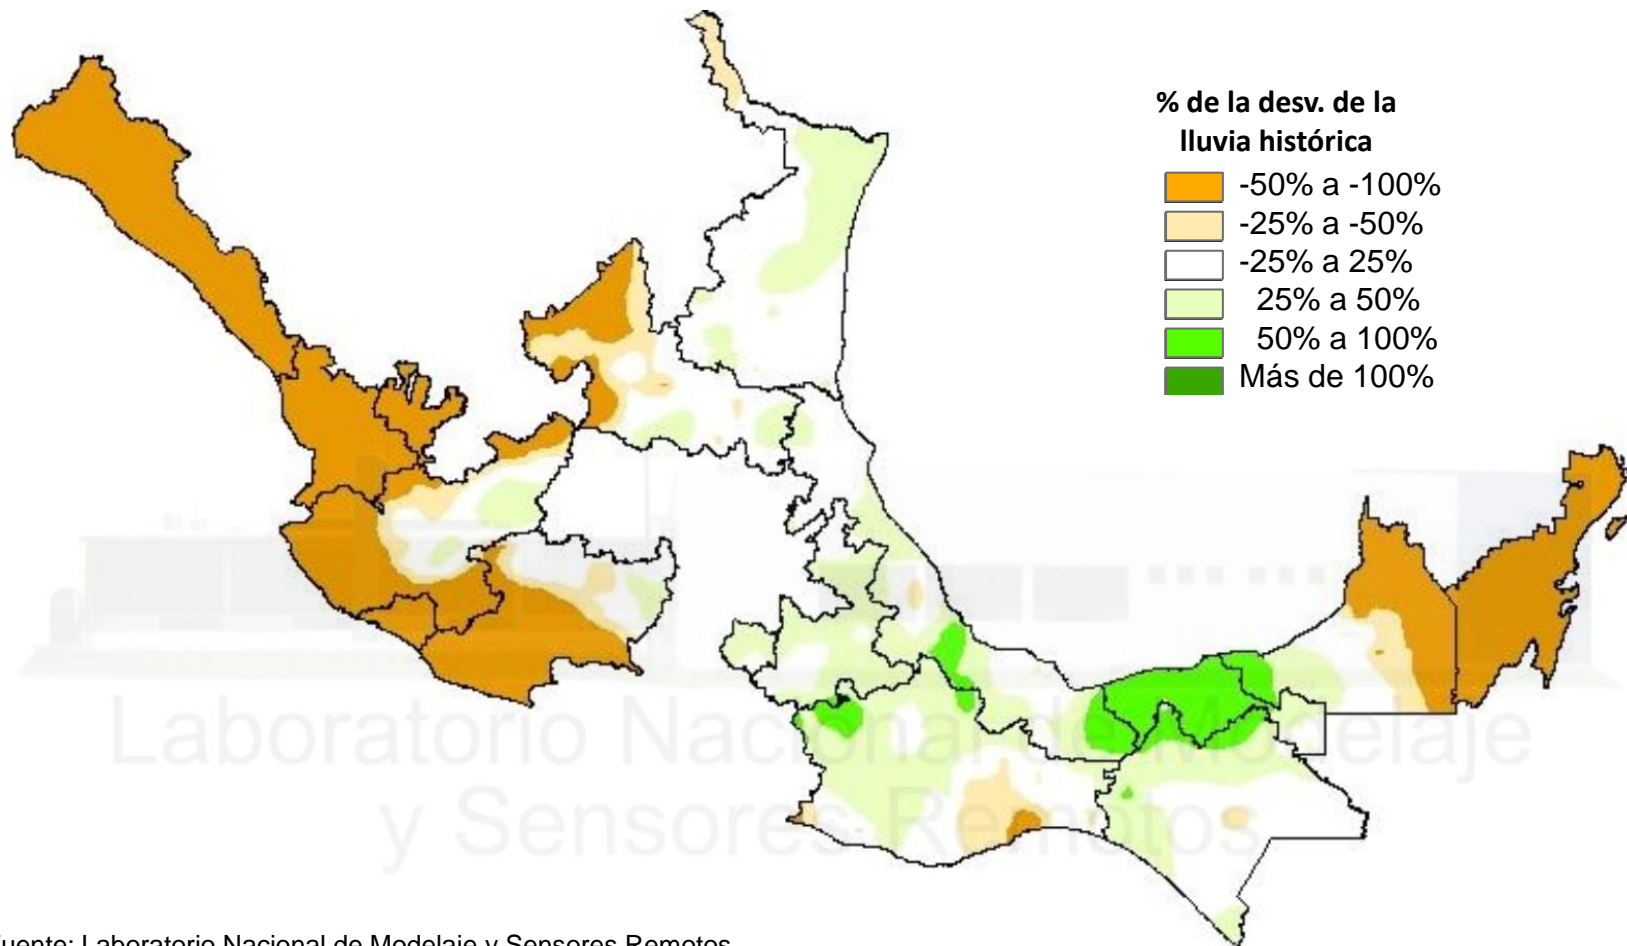 % de la desv. de la
lluvia histórica
-50% a -100%
-25% a -50%
-25% a 25%
25% a 50%
50% a 100%
Más de 100%
Laboratorio Nacional de Modelaje
y Sensores Remotos
uente: Laboratorio Nacional de Modelaje y Sensores Remotos